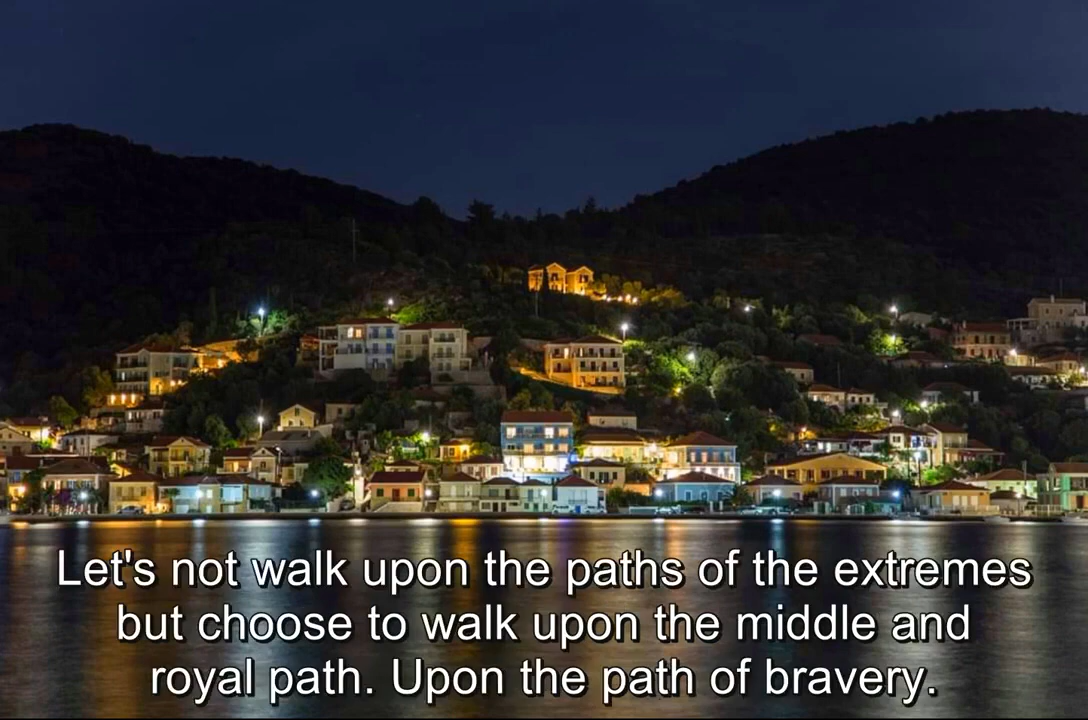 Let's not walk upon the paths of the extremes
but choose to walk upon the middle and
royal path. Upon the path of bravery.